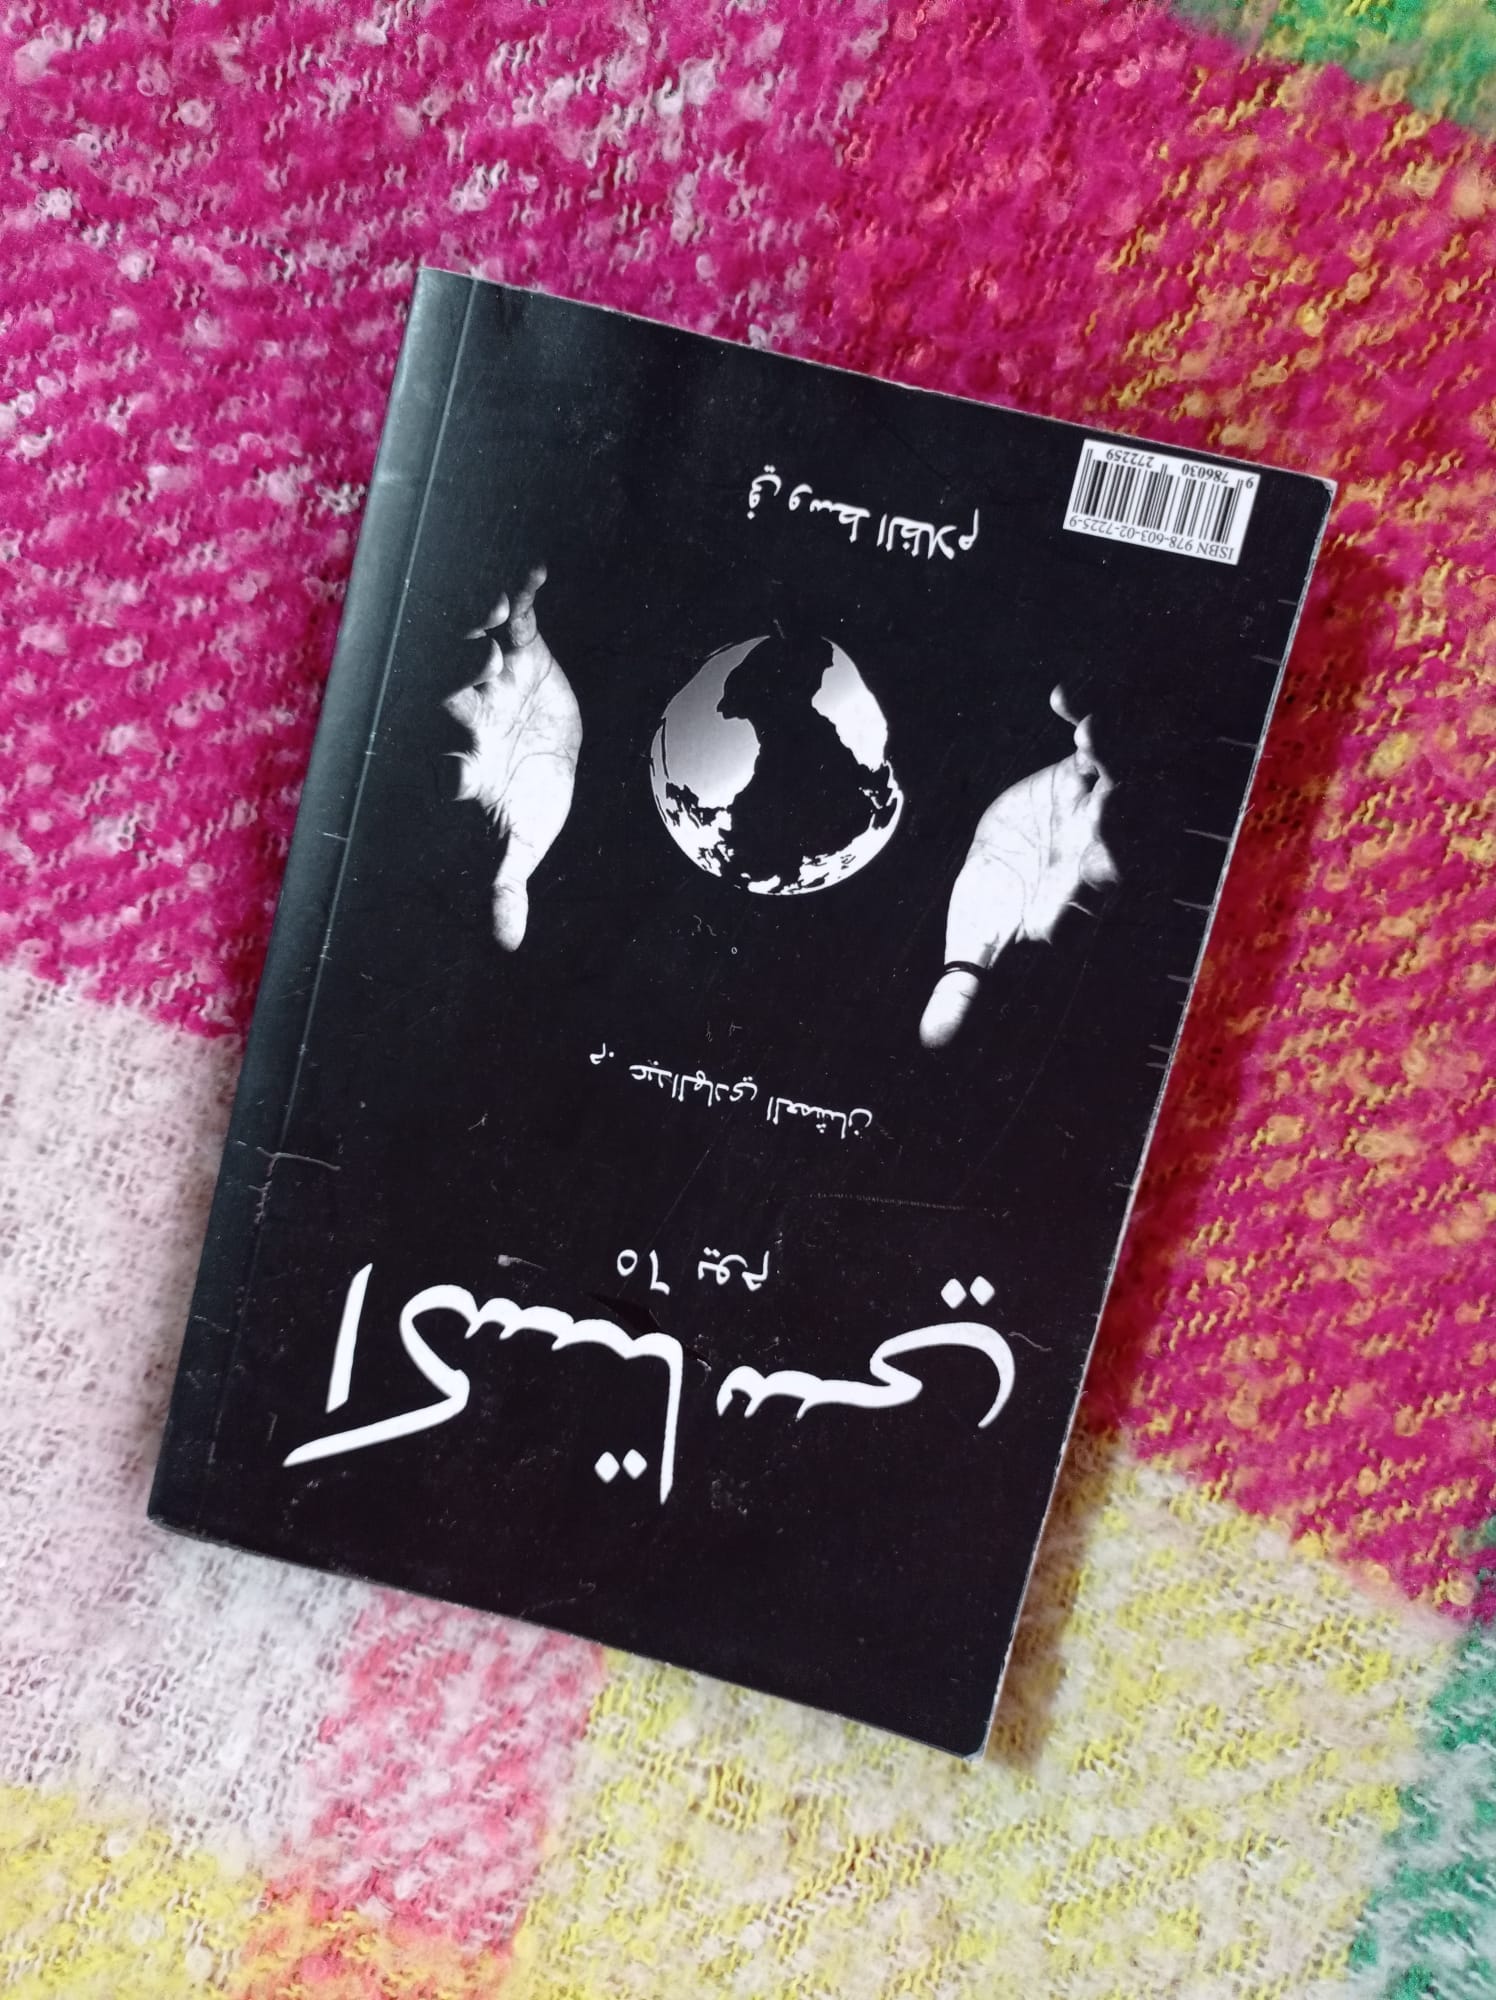 اكستاسي
٦٥ يوم
م. عبدالهادي العمشان
في وسط الظلام
ISBN 978-603-02-7225-9
9 786030 272259